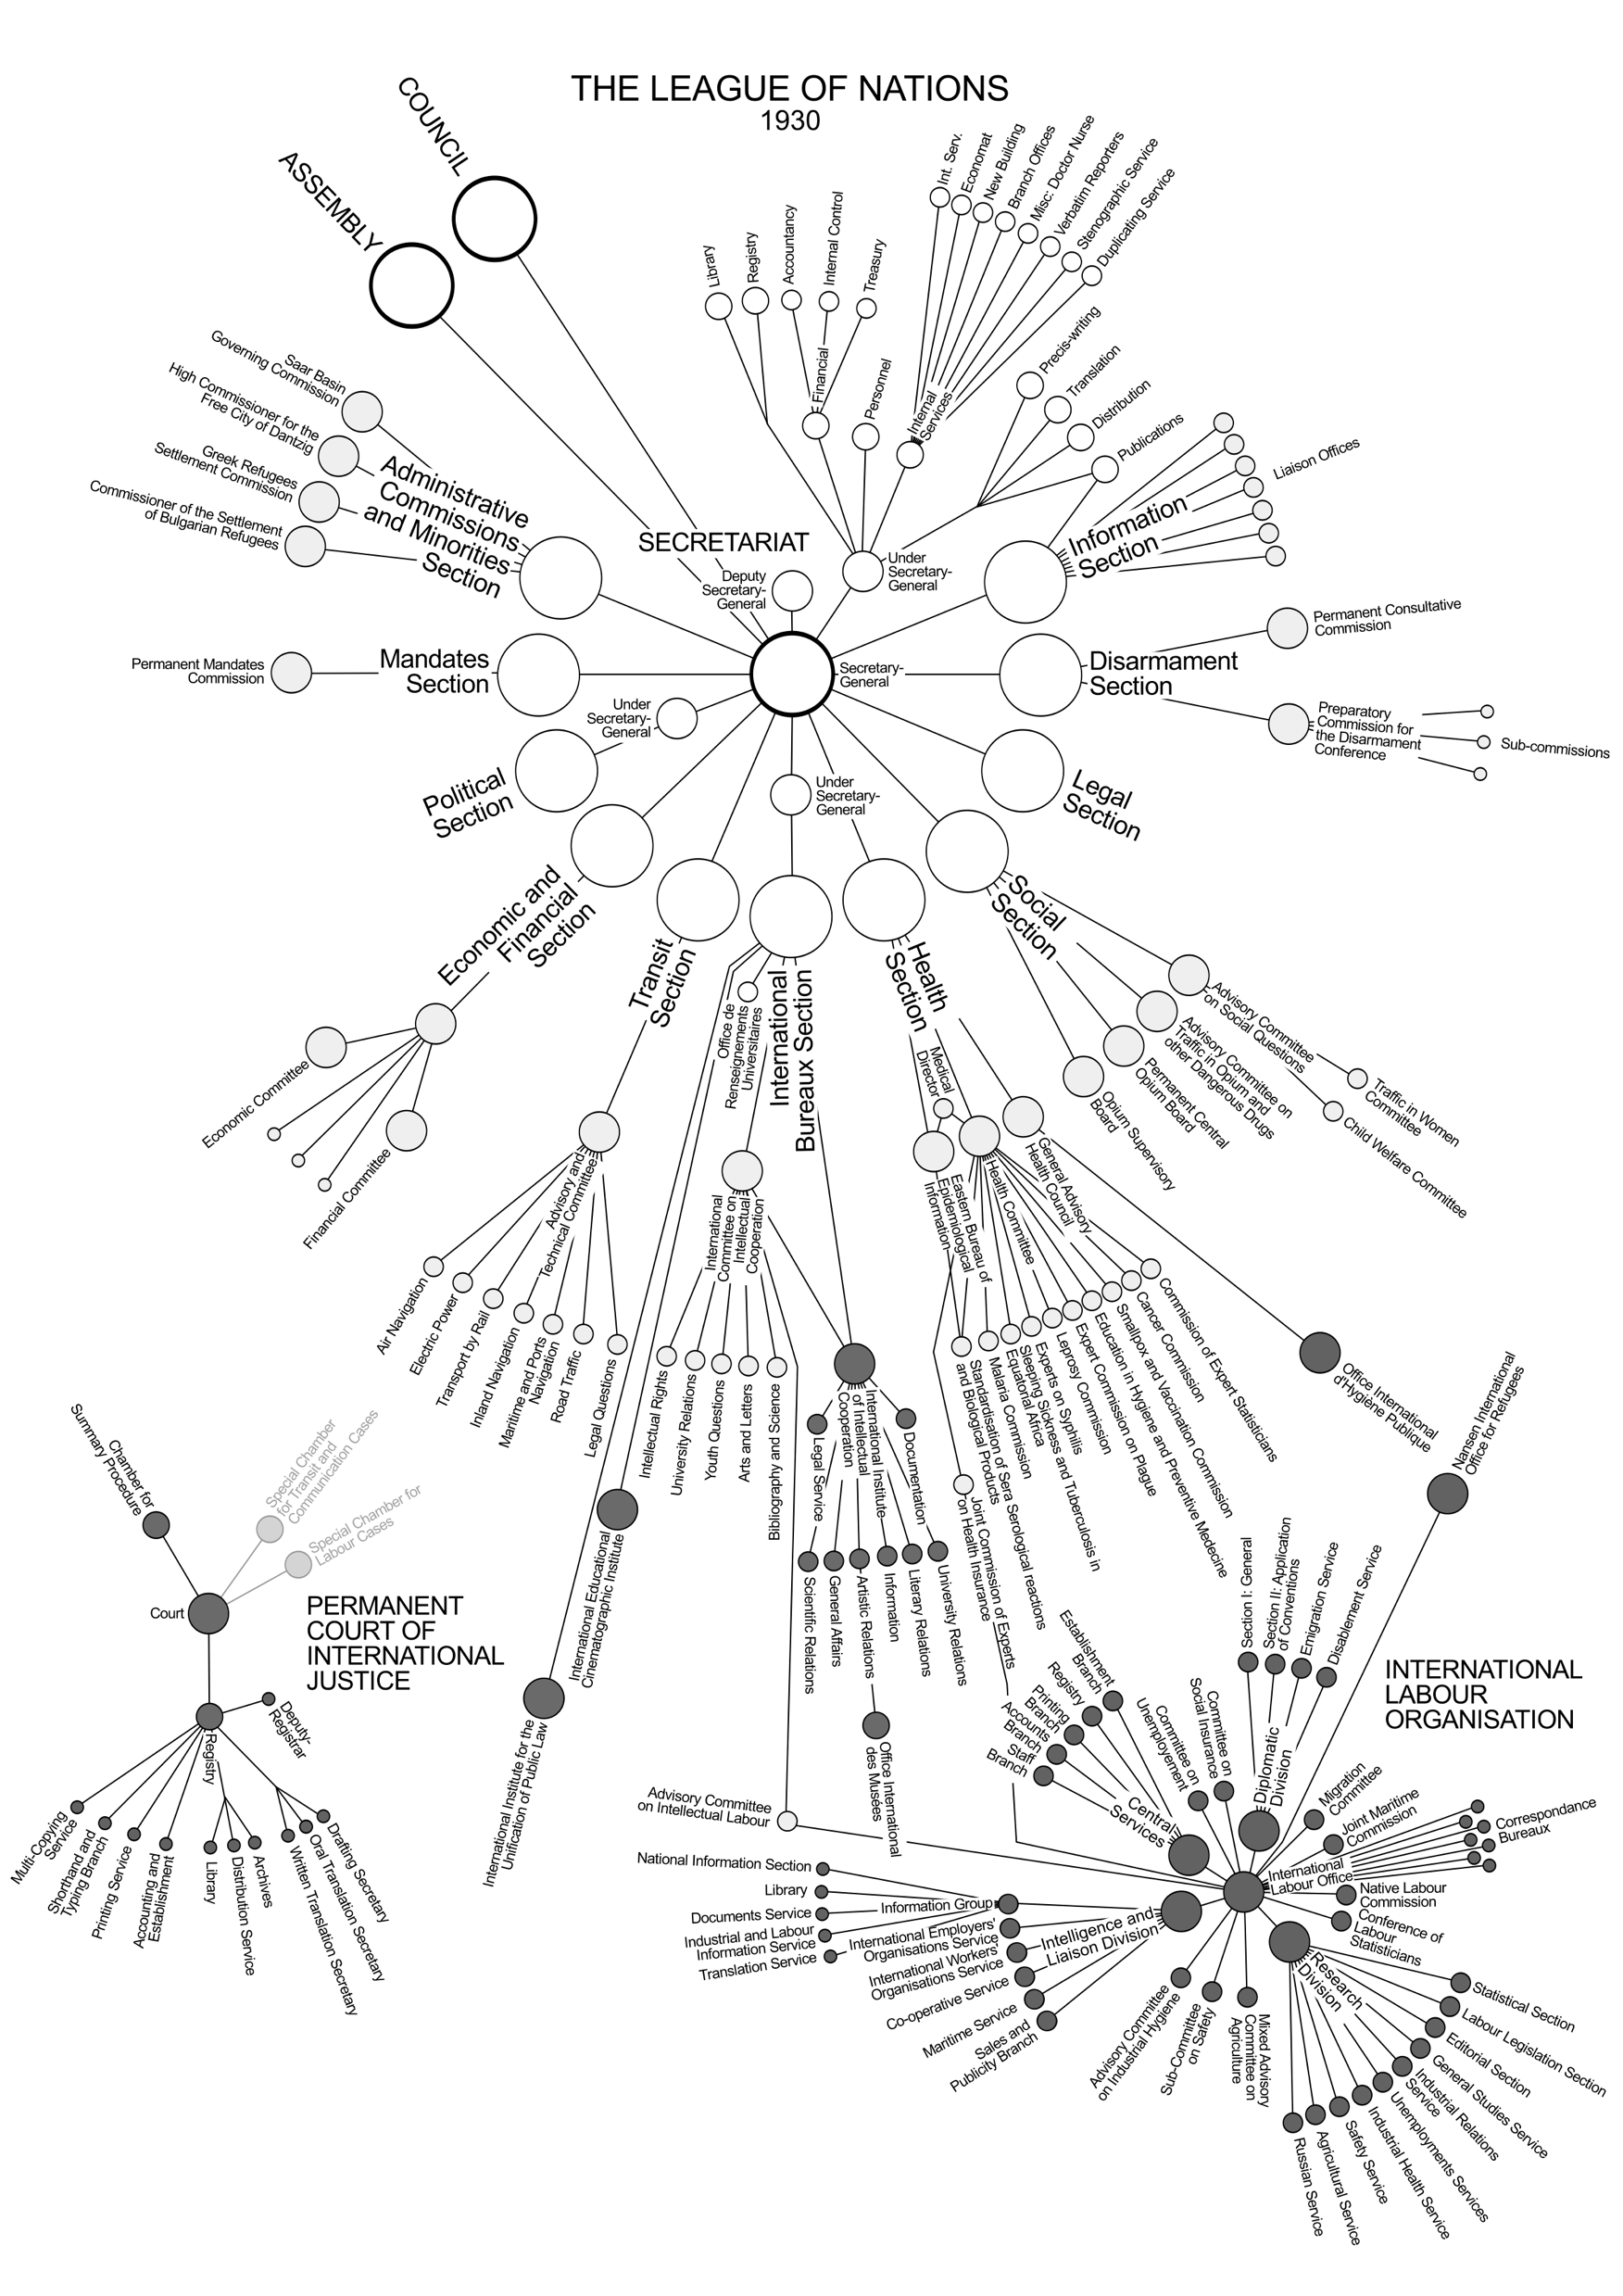 THE LEAGUE OF NATIONS
1930
COUNCIL
ASSEMBLY
Saar Basin
Governing Commission
High Commissioner for the
Free City of Dantzig
Greek Refugees
Settlement Commission
Commissioner of the Settlement
of Bulgarian Refugees
Administrative
Commissions
and Minorities
Section
Library
Registry
Accountancy
Internal Control
Treasury
Financial
Personnel
Int. Serv.
Economat
New Building
Branch Offices
Misc: Doctor Nurse
Verbatim Reporters
Stenographic Service
Duplicating Service
Internal
Services
Precis-writing
Translation
Distribution
Publications
Liaison Offices
Information
Section
SECRETARIAT
Deputy
Secretary-
General
Under
Secretary-
General
Permanent Mandates
Commission
Mandates
Section
Secretary-
General
Disarmament
Section
Permanent Consultative
Commission
Preparatory
Commission for
the Disarmament
Conference
Sub-commissions
Under
Secretary-
General
Political
Section
Under
Secretary-
General
Legal
Section
Economic and
Financial
Section
Economic Committee
Financial Committee
Transit
Section
Advisory and
Technical Committee
Air Navigation
Electric Power
Transport by Rail
Inland Navigation
Maritime and Ports
Navigation
Road Traffic
Legal Questions
International
Bureaux Section
Office de
Renseignements
Universitaires
International
Committee on
Intellectual
Cooperation
Intellectual Rights
University Relations
Youth Questions
Arts and Letters
Bibliography and Science
International Educational
Cinematographic Institute
International Institute for the
Unification of Public Law
International Institute
of Intellectual
Cooperation
Legal Service
Documentation
Scientific Relations
General Affairs
Artistic Relations
Information
Literary Relations
University Relations
Office International
des Musées
Advisory Committee
on Intellectual Labour
Health
Section
Medical
Director
Eastern Bureau of
Epidemiological
Information
Health Committee
General Advisory
Health Council
Office International
d'Hygiène Publique
Commission of Expert Statisticians
Cancer Commission
Smallpox and Vaccination Commission
Education in Hygiene and Preventive Medecine
Expert Commission on Plague
Leprosy Commission
Experts on Syphilis
Sleeping Sickness and Tuberculosis in
Equatorial Africa
Malaria Commission
Standardisation of Sera Serological reactions
and Biological Products
Joint Commission of Experts
on Health Insurance
Social
Section
Advisory Committee
on Social Questions
Advisory Committee on
Traffic in Opium and
other Dangerous Drugs
Permanent Central
Opium Board
Opium Supervisory
Board
Traffic in Women
Committee
Child Welfare Committee
PERMANENT
COURT OF
INTERNATIONAL
JUSTICE
Chamber for
Summary Procedure
Special Chamber
for Transit and
Communication Cases
Special Chamber for
Labour Cases
Court
Deputy-
Registrar
Registry
Multi-Copying
Service
Shorthand and
Typing Branch
Printing Service
Accounting and
Establishment
Library
Distribution Service
Archives
Written Translation Secretary
Oral Translation Secretary
Drafting Secretary
INTERNATIONAL
LABOUR
ORGANISATION
Nansen International
Office for Refugees
Section I: General
Section II: Application
of Conventions
Emigration Service
Disablement Service
Diplomatic
Division
Establishment
Branch
Registry
Printing
Branch
Accounts
Branch
Staff
Branch
Central
Services
Committee on
Unemployement
Committee on
Social Insurance
Migration
Committee
Joint Maritime
Commission
Correspondance
Bureaux
International
Labour Office
Native Labour
Commission
Conference of
Labour
Statisticians
National Information Section
Library
Documents Service
Industrial and Labour
Information Service
Translation Service
Information Group
International Employers'
Organisations Service
International Workers'
Organisations Service
Co-operative Service
Maritime Service
Sales and
Publicity Branch
Intelligence and
Liaison Division
Advisory Committee
on Industrial Hygiene
Sub-Committee
on Safety
Mixed Advisory
Committee on
Agriculture
Research
Division
Statistical Section
Labour Legislation Section
Editorial Section
General Studies Service
Industrial Relations
Service
Unemployments Services
Industrial Health Service
Safety Service
Agricultural Service
Russian Service